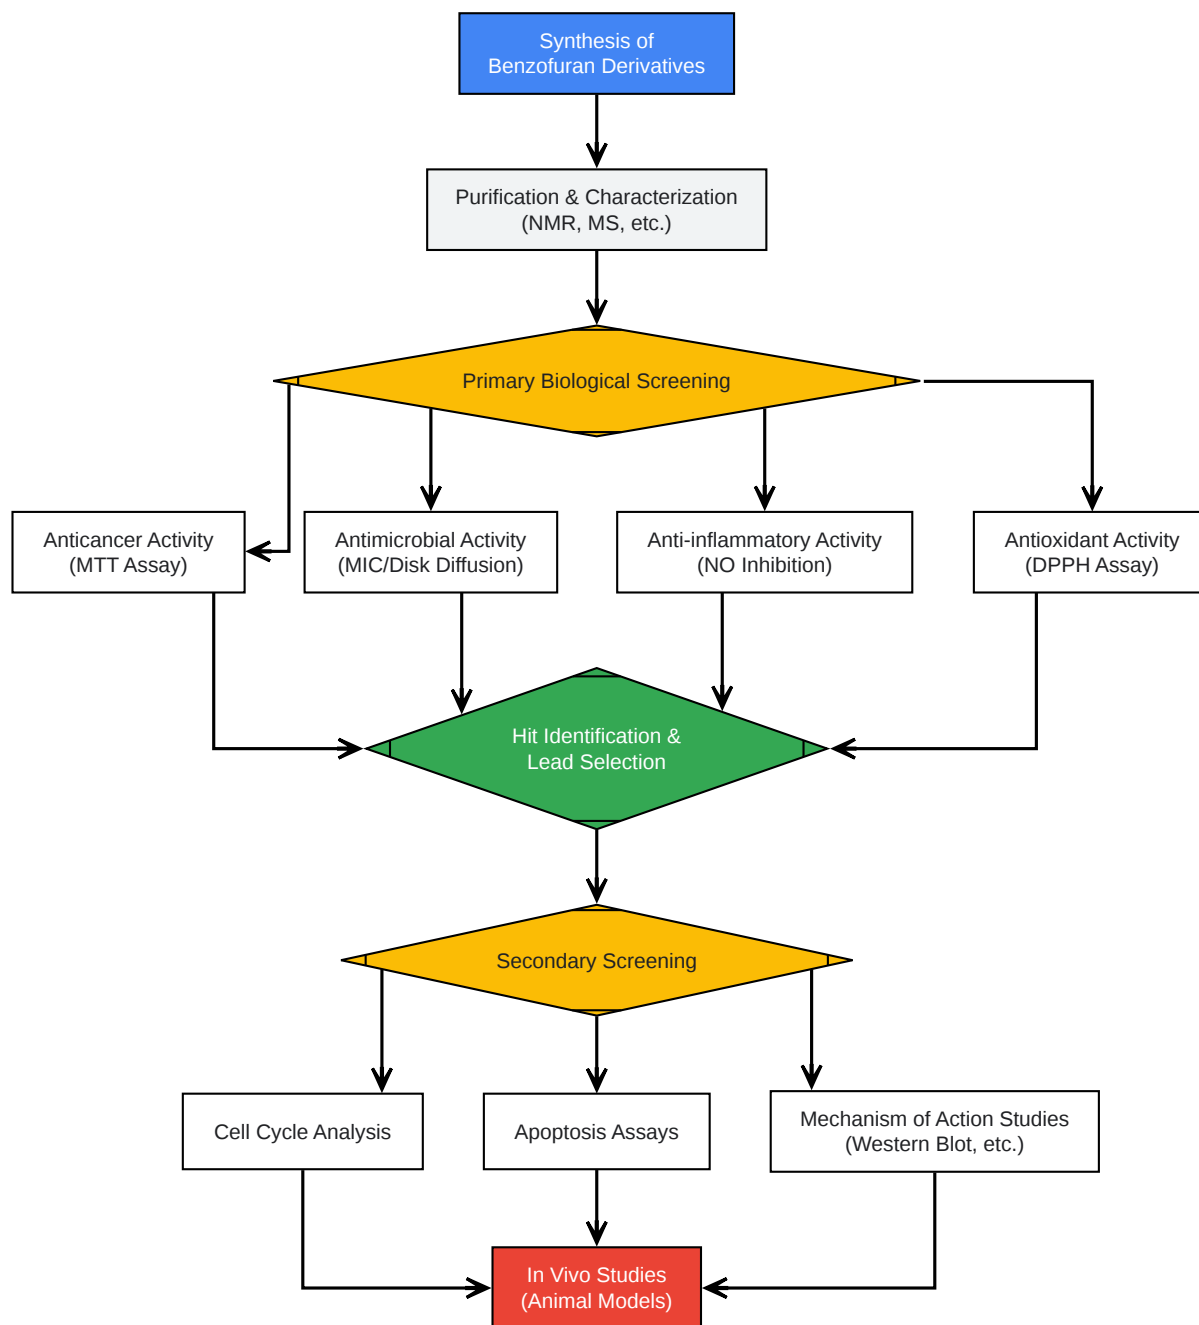 Synthesis of
Benzofuran Derivatives
Purification & Characterization
(NMR, MS, etc.)
Primary Biological Screening
Anticancer Activity
(MTT Assay)
Antimicrobial Activity
(MIC/Disk Diffusion)
Anti-inflammatory Activity
(NO Inhibition)
Antioxidant Activity
(DPPH Assay)
Hit Identification &
Lead Selection
Secondary Screening
Cell Cycle Analysis
Apoptosis Assays
Mechanism of Action Studies
(Western Blot, etc.)
In Vivo Studies
(Animal Models)